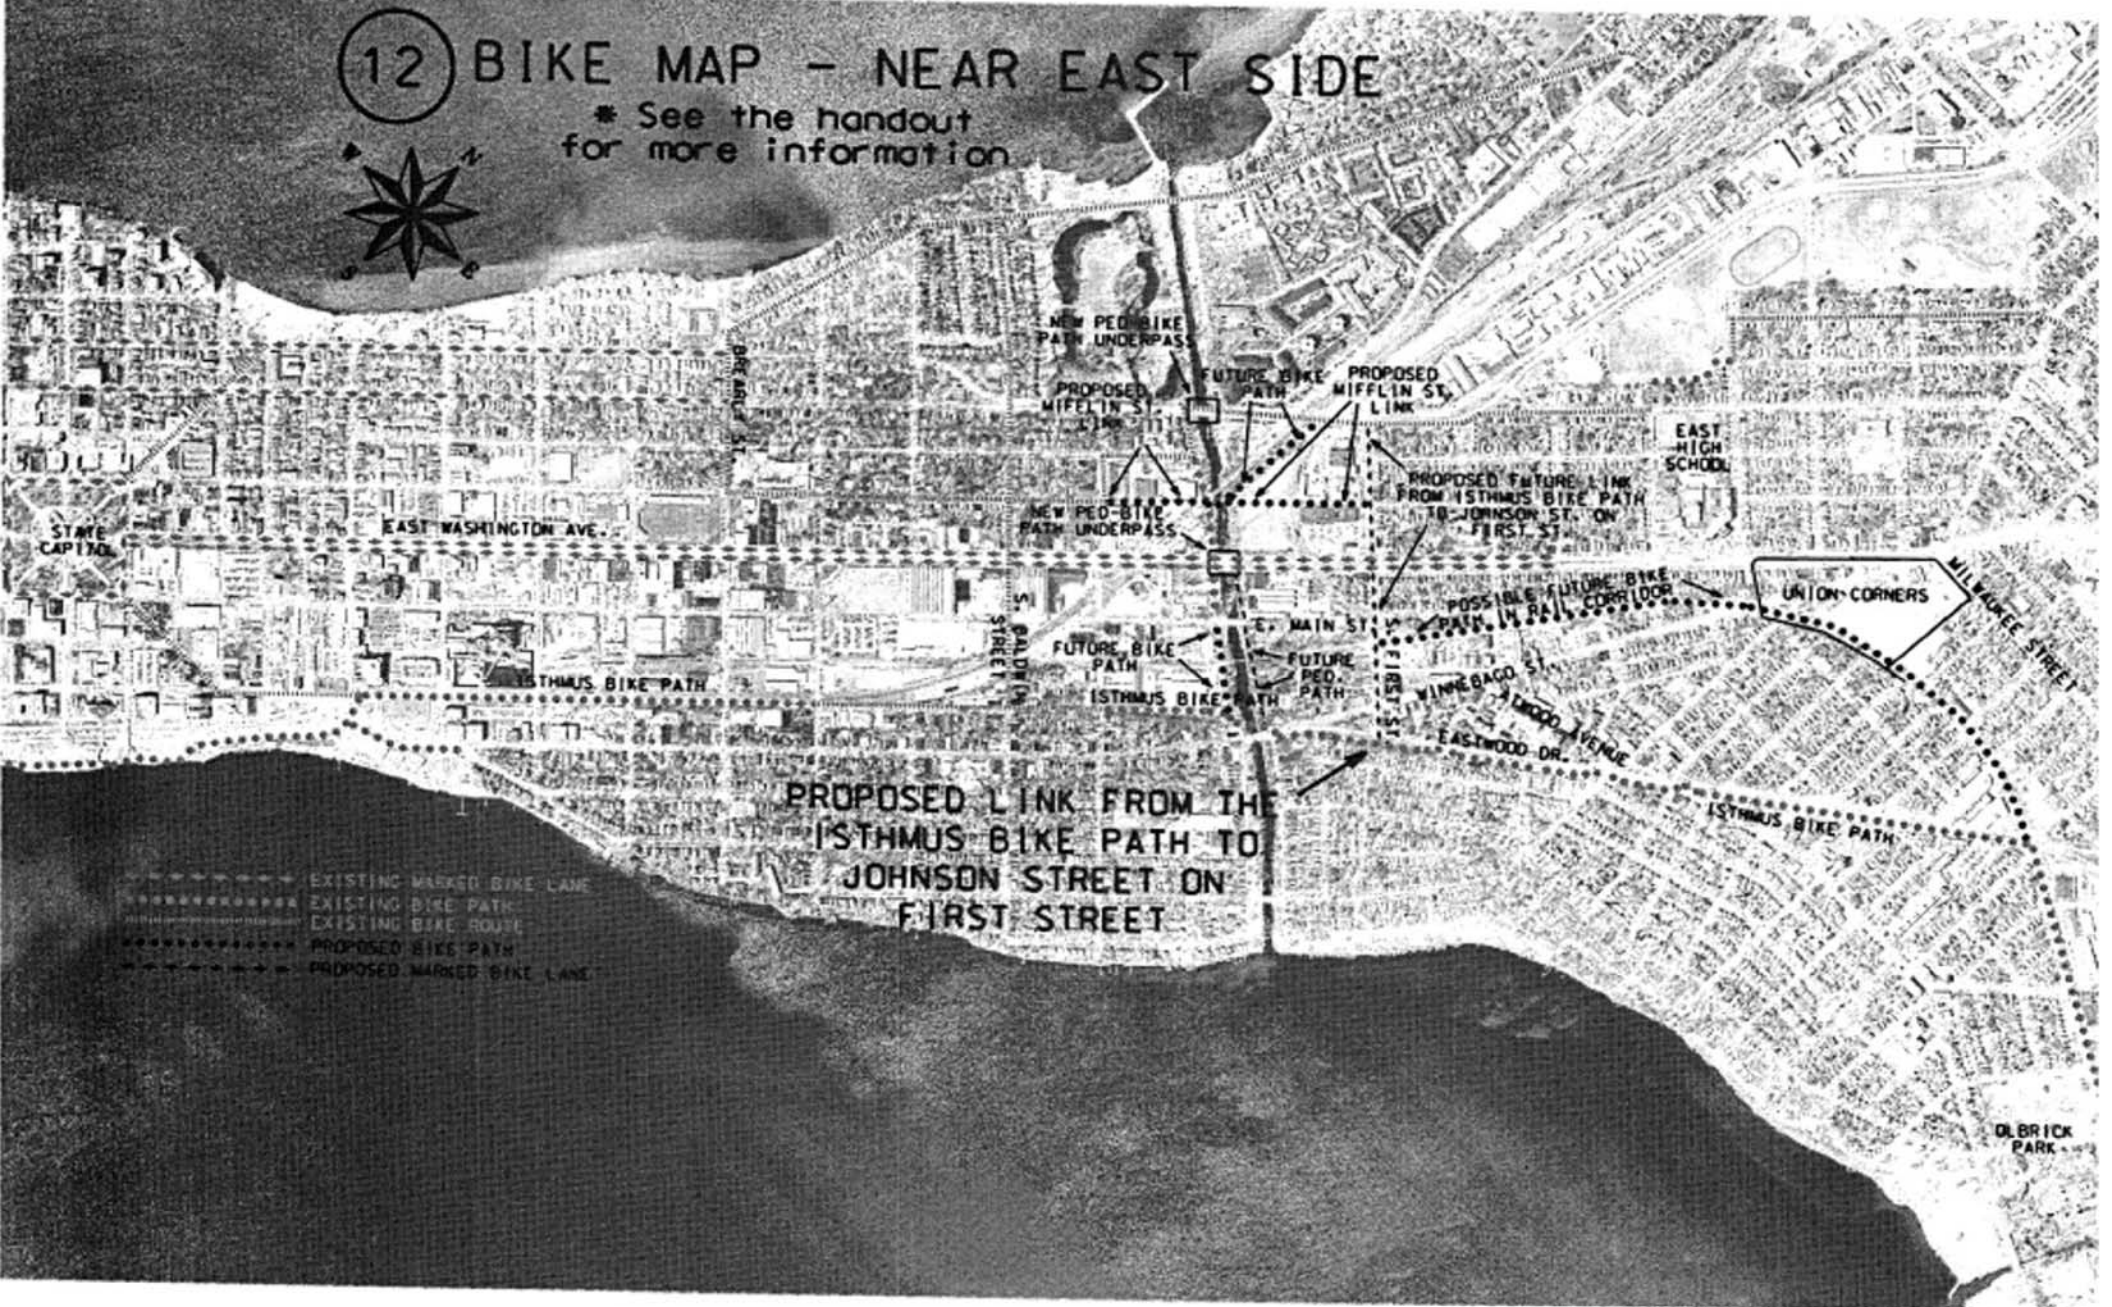 12 BIKE MAP - NEAR EAST SIDE
* See the handout
for more information
N
E
S
NEW PED-BIKE
PATH UNDERPASS
PROPOSED
MIFFLIN ST.
LINK
FUTURE BIKE
PATH
PROPOSED
MIFFLIN ST.
LINK
BREARLY ST.
EAST
HIGH
SCHOOL
PROPOSED FUTURE LINK
FROM ISTHMUS BIKE PATH
TO JOHNSON ST. ON
FIRST ST.
NEW PED-BIKE
PATH UNDERPASS
STATE
CAPITOL
EAST WASHINGTON AVE.
POSSIBLE FUTURE BIKE
PATH IN RAIL CORRIDOR
UNION CORNERS
MILWAUKEE STREET
S. BALDWIN
STREET
E. MAIN ST.
FUTURE BIKE
PATH
FUTURE
PED.
PATH
ISTHMUS BIKE PATH
ISTHMUS BIKE PATH
S. FIRST ST.
WINNEBAGO ST.
ATWOOD AVENUE
EASTWOOD DR.
ISTHMUS BIKE PATH
PROPOSED LINK FROM THE
ISTHMUS BIKE PATH TO
JOHNSON STREET ON
FIRST STREET
EXISTING MARKED BIKE LANE
EXISTING BIKE PATH
EXISTING BIKE ROUTE
PROPOSED BIKE PATH
PROPOSED MARKED BIKE LANE
OLBRICK
PARK